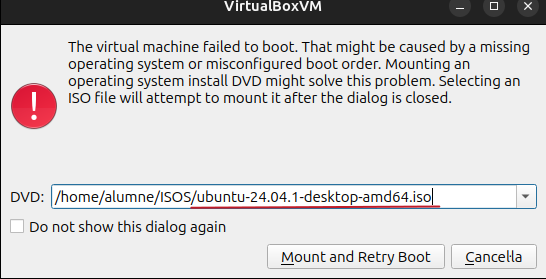 VirtualBoxVM
The virtual machine failed to boot. That might be caused by a missing
operating system or misconfigured boot order. Mounting an
operating system install DVD might solve this problem. Selecting an
ISO file will attempt to mount it after the dialog is closed.
DVD: /home/alumne/ISOS/ubuntu-24.04.1-desktop-amd64.iso
Do not show this dialog again
Mount and Retry Boot Cancel·la